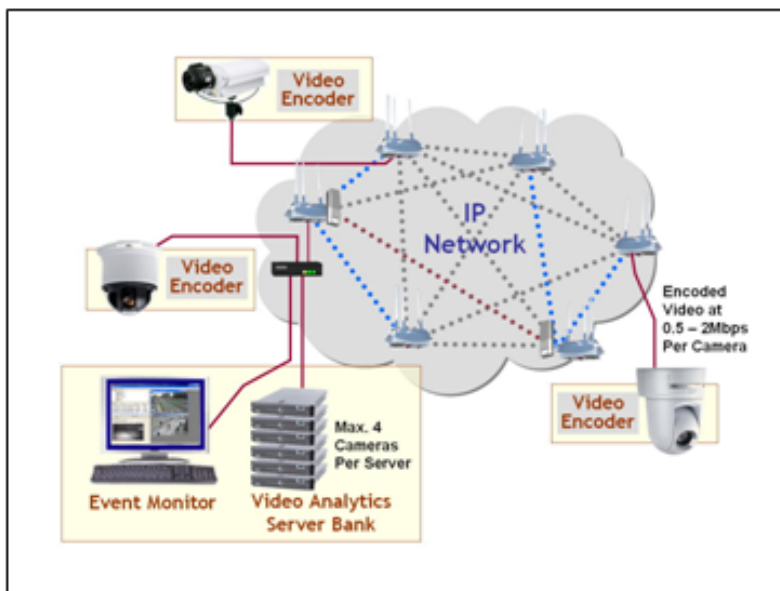 Video
Encoder
IP
Network
Video
Encoder
Encoded
Video at
0.5 – 2Mbps
Per Camera
Video
Encoder
Max. 4
Cameras
Per Server
Event Monitor
Video Analytics
Server Bank